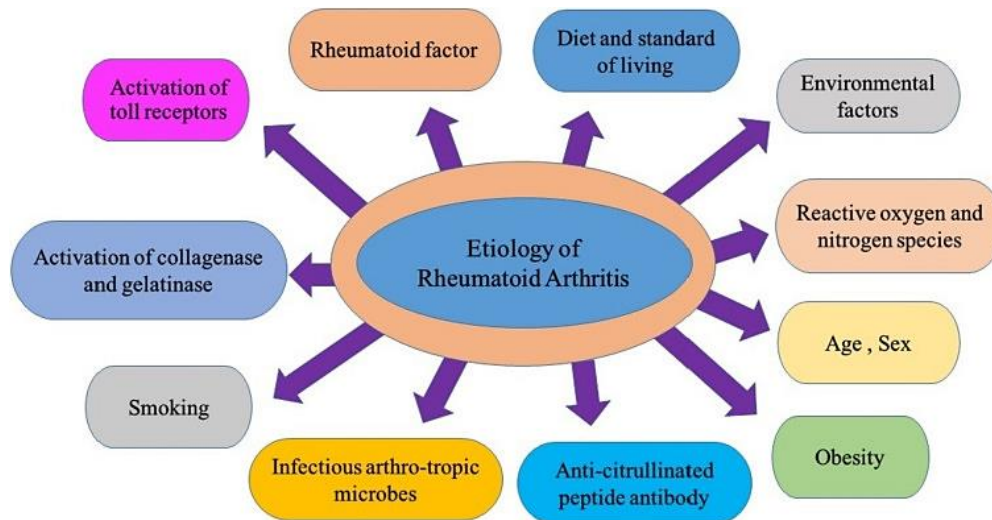 Rheumatoid factor
Diet and standard
of living
Activation of
toll receptors
Environmental
factors
Etiology of
Rheumatoid Arthritis
Reactive oxygen and
nitrogen species
Activation of collagenase
and gelatinase
Age , Sex
Smoking
Obesity
Infectious arthro-tropic
microbes
Anti-citrullinated
peptide antibody